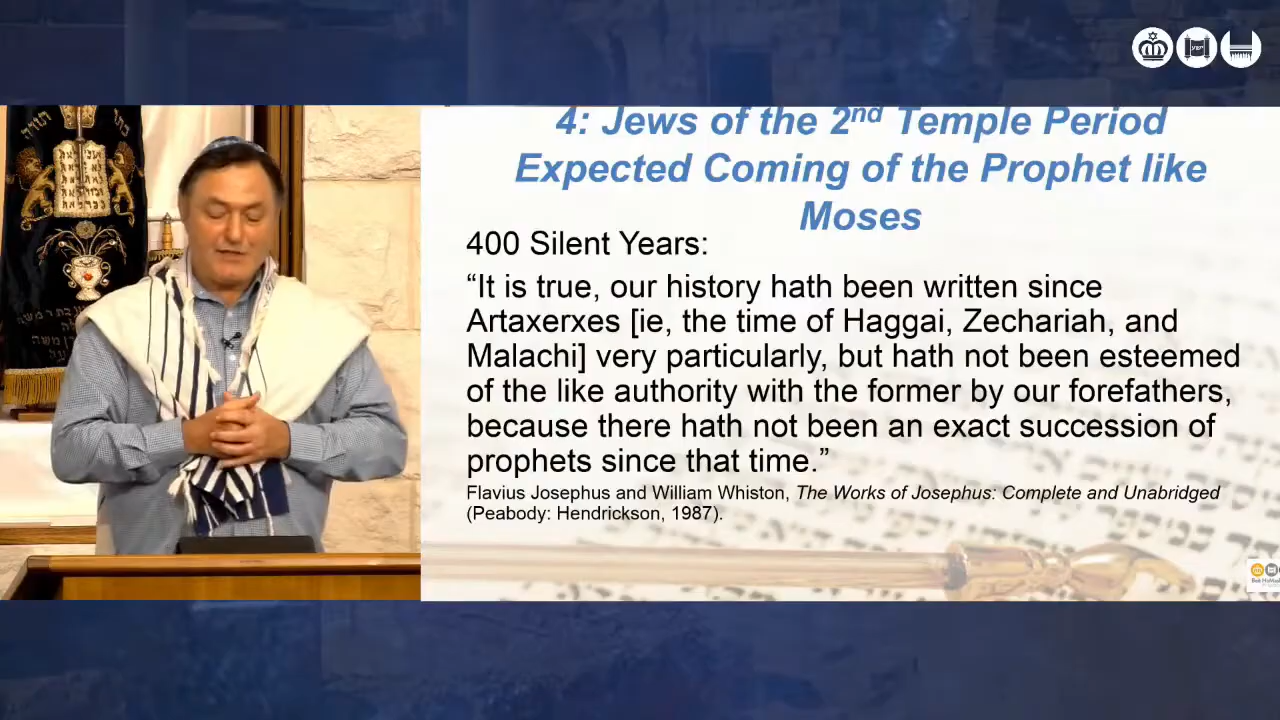 4: Jews of the 2nd Temple Period
Expected Coming of the Prophet like
Moses
400 Silent Years:
“It is true, our history hath been written since
Artaxerxes [ie, the time of Haggai, Zechariah, and
Malachi] very particularly, but hath not been esteemed
of the like authority with the former by our forefathers,
because there hath not been an exact succession of
prophets since that time.”
Flavius Josephus and William Whiston, The Works of Josephus: Complete and Unabridged
(Peabody: Hendrickson, 1987).